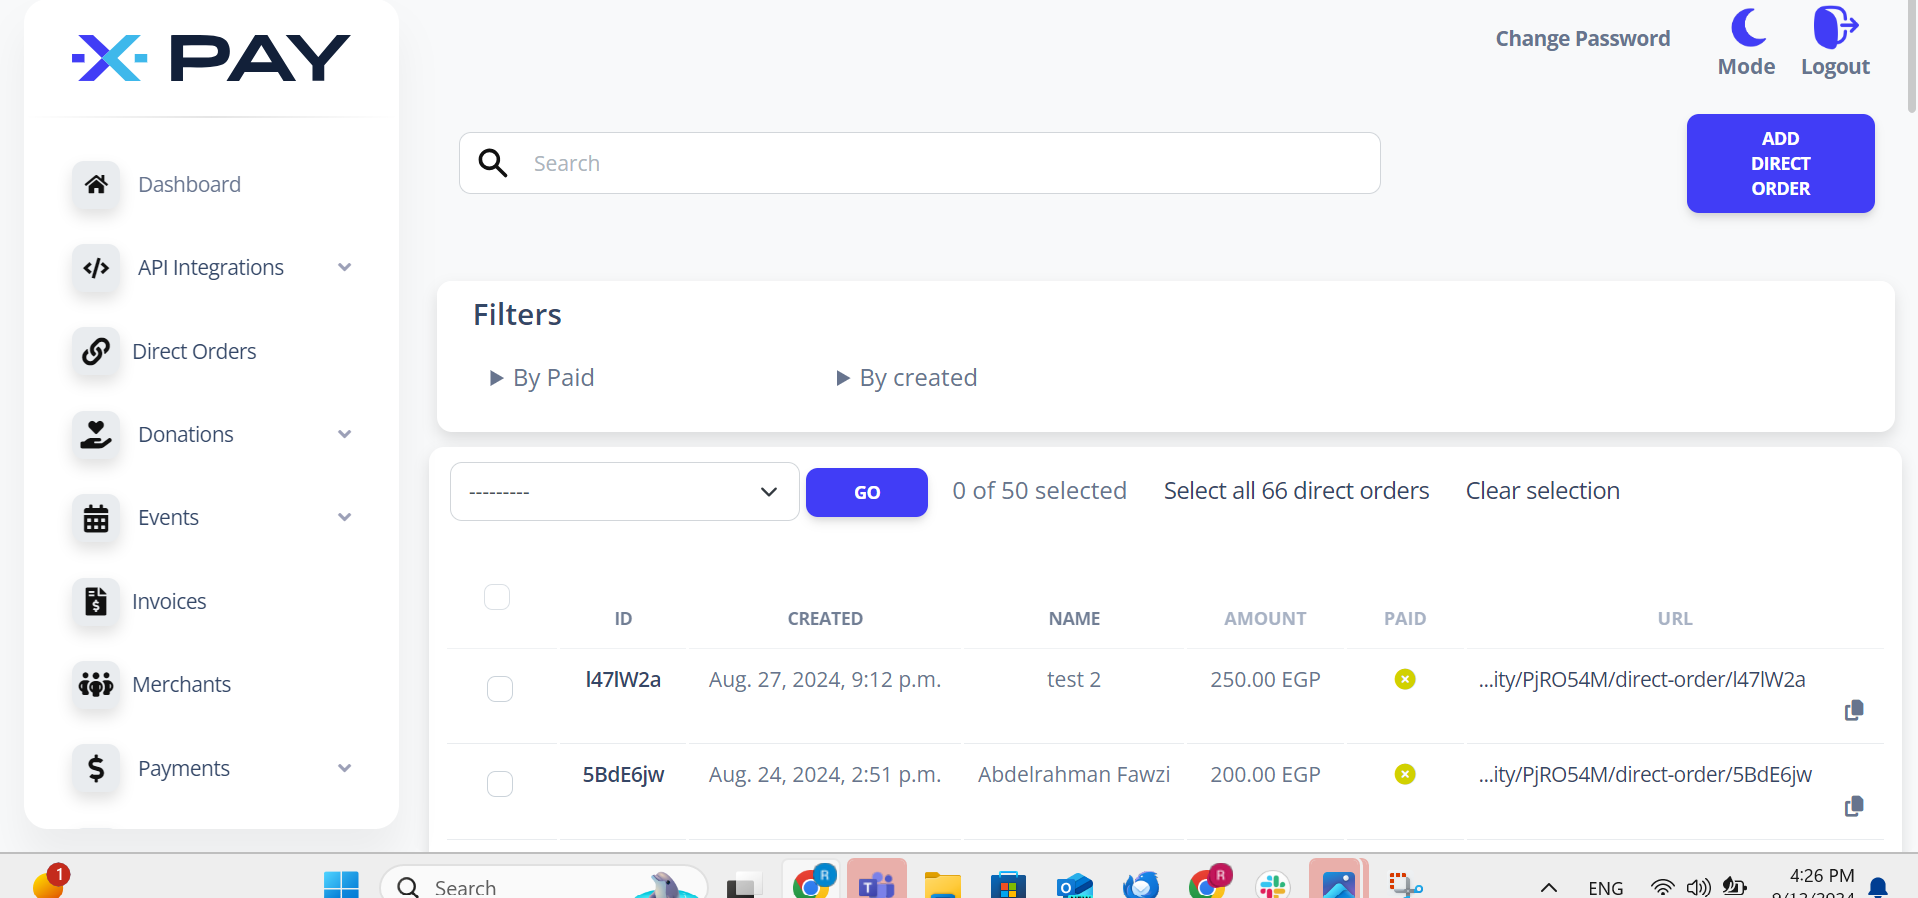 X PAY
Change Password
Mode
Logout
Search
ADD
DIRECT
ORDER
Dashboard
API Integrations
Direct Orders
Donations
Events
Invoices
Merchants
Payments
Filters
By Paid
By created
---------
GO
0 of 50 selected
Select all 66 direct orders
Clear selection
ID CREATED NAME AMOUNT PAID URL
l47lW2a Aug. 27, 2024, 9:12 p.m. test 2 250.00 EGP ...ity/PjRO54M/direct-order/l47lW2a
5BdE6jw Aug. 24, 2024, 2:51 p.m. Abdelrahman Fawzi 200.00 EGP ...ity/PjRO54M/direct-order/5BdE6jw
1
Search
R
R
ENG
4:26 PM